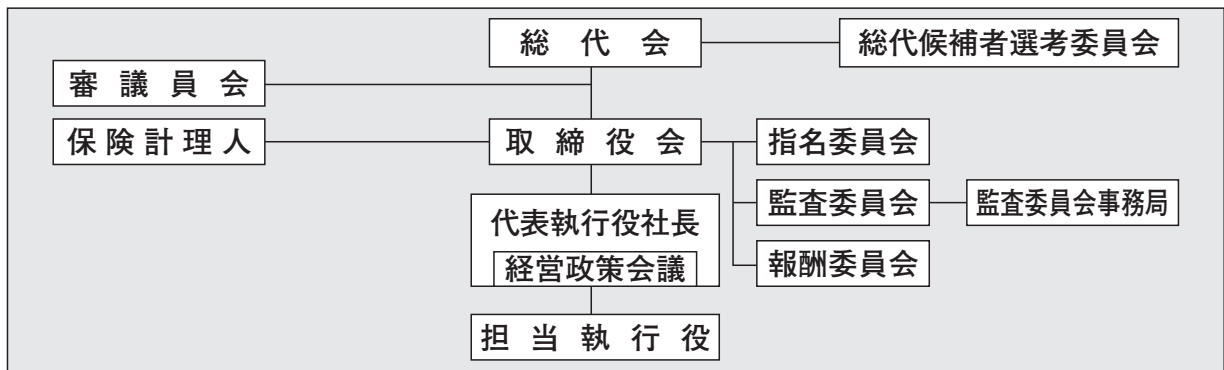 総代会
総代候補者選考委員会
審議員会
保険計理人
取締役会
指名委員会
監査委員会
監査委員会事務局
代表執行役社長
経営政策会議
報酬委員会
担当執行役